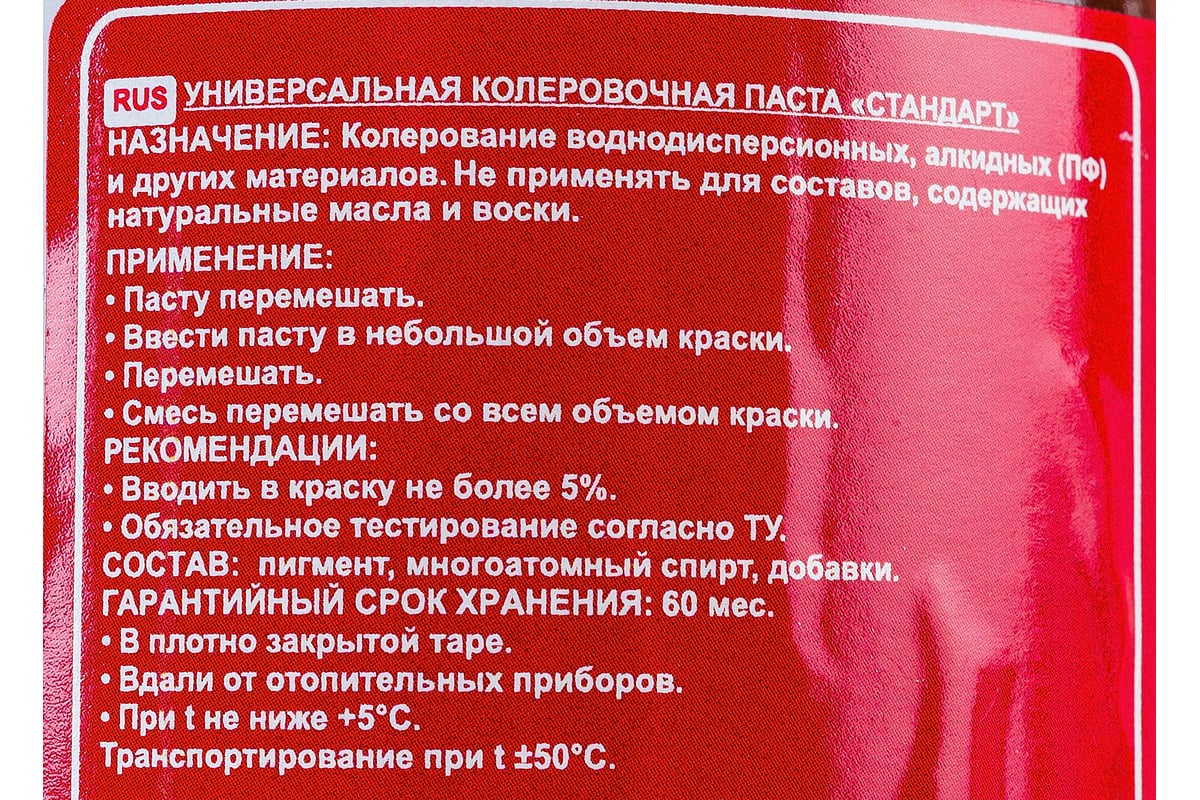 RUS УНИВЕРСАЛЬНАЯ КОЛЕРОВОЧНАЯ ПАСТА «СТАНДАРТ»
НАЗНАЧЕНИЕ: Колерование воднодисперсионных, алкидных (ПФ)
и других материалов. Не применять для составов, содержащих
натуральные масла и воски.
ПРИМЕНЕНИЕ:
• Пасту перемешать.
• Ввести пасту в небольшой объем краски.
• Перемешать.
• Смесь перемешать со всем объемом краски.
РЕКОМЕНДАЦИИ:
• Вводить в краску не более 5%.
• Обязательное тестирование согласно ТУ.
СОСТАВ: пигмент, многоатомный спирт, добавки.
ГАРАНТИЙНЫЙ СРОК ХРАНЕНИЯ: 60 мес.
• В плотно закрытой таре.
• Вдали от отопительных приборов.
• При t не ниже +5°С.
Транспортирование при t ±50°С.